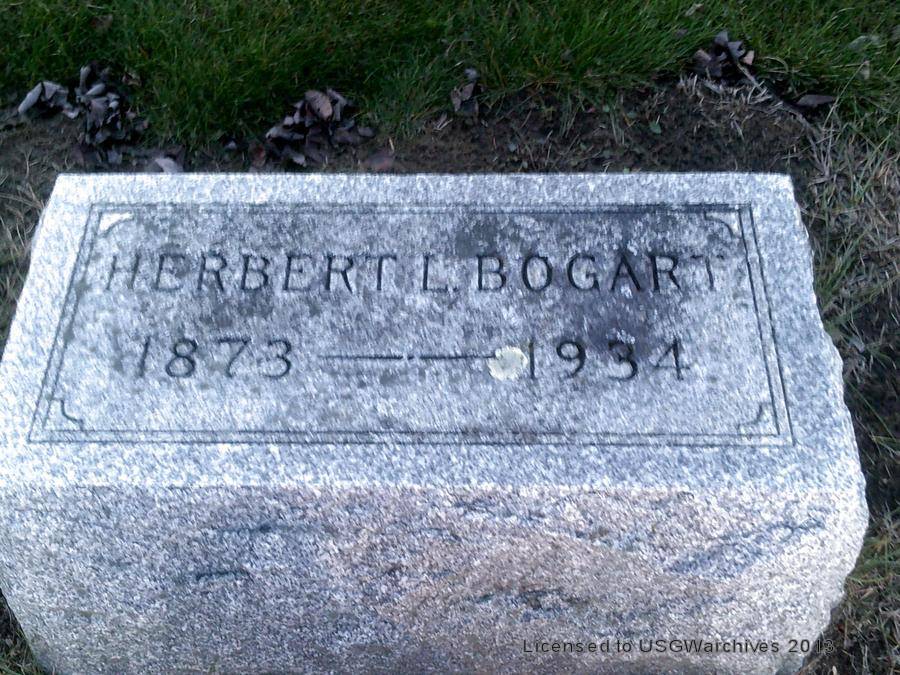 HERBERT L. BOGART
1873 — 1934
Licensed to USGWarchives 2013